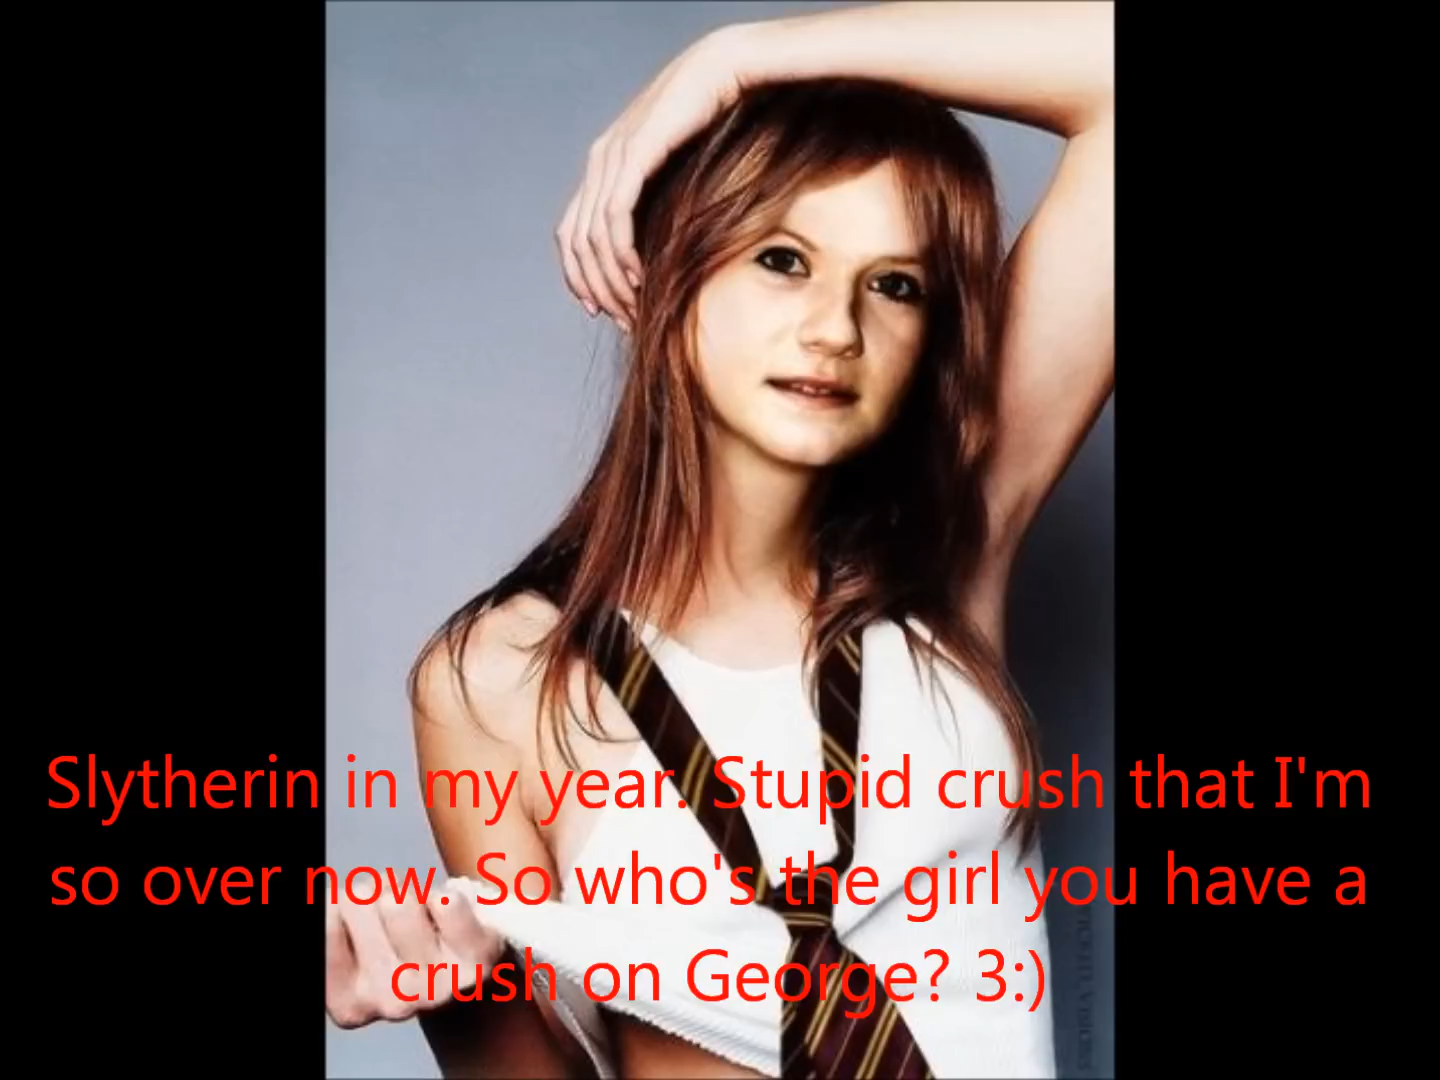 Slytherin in my year. Stupid crush that I'm
so over now. So who's the girl you have a
crush on George? 3:)